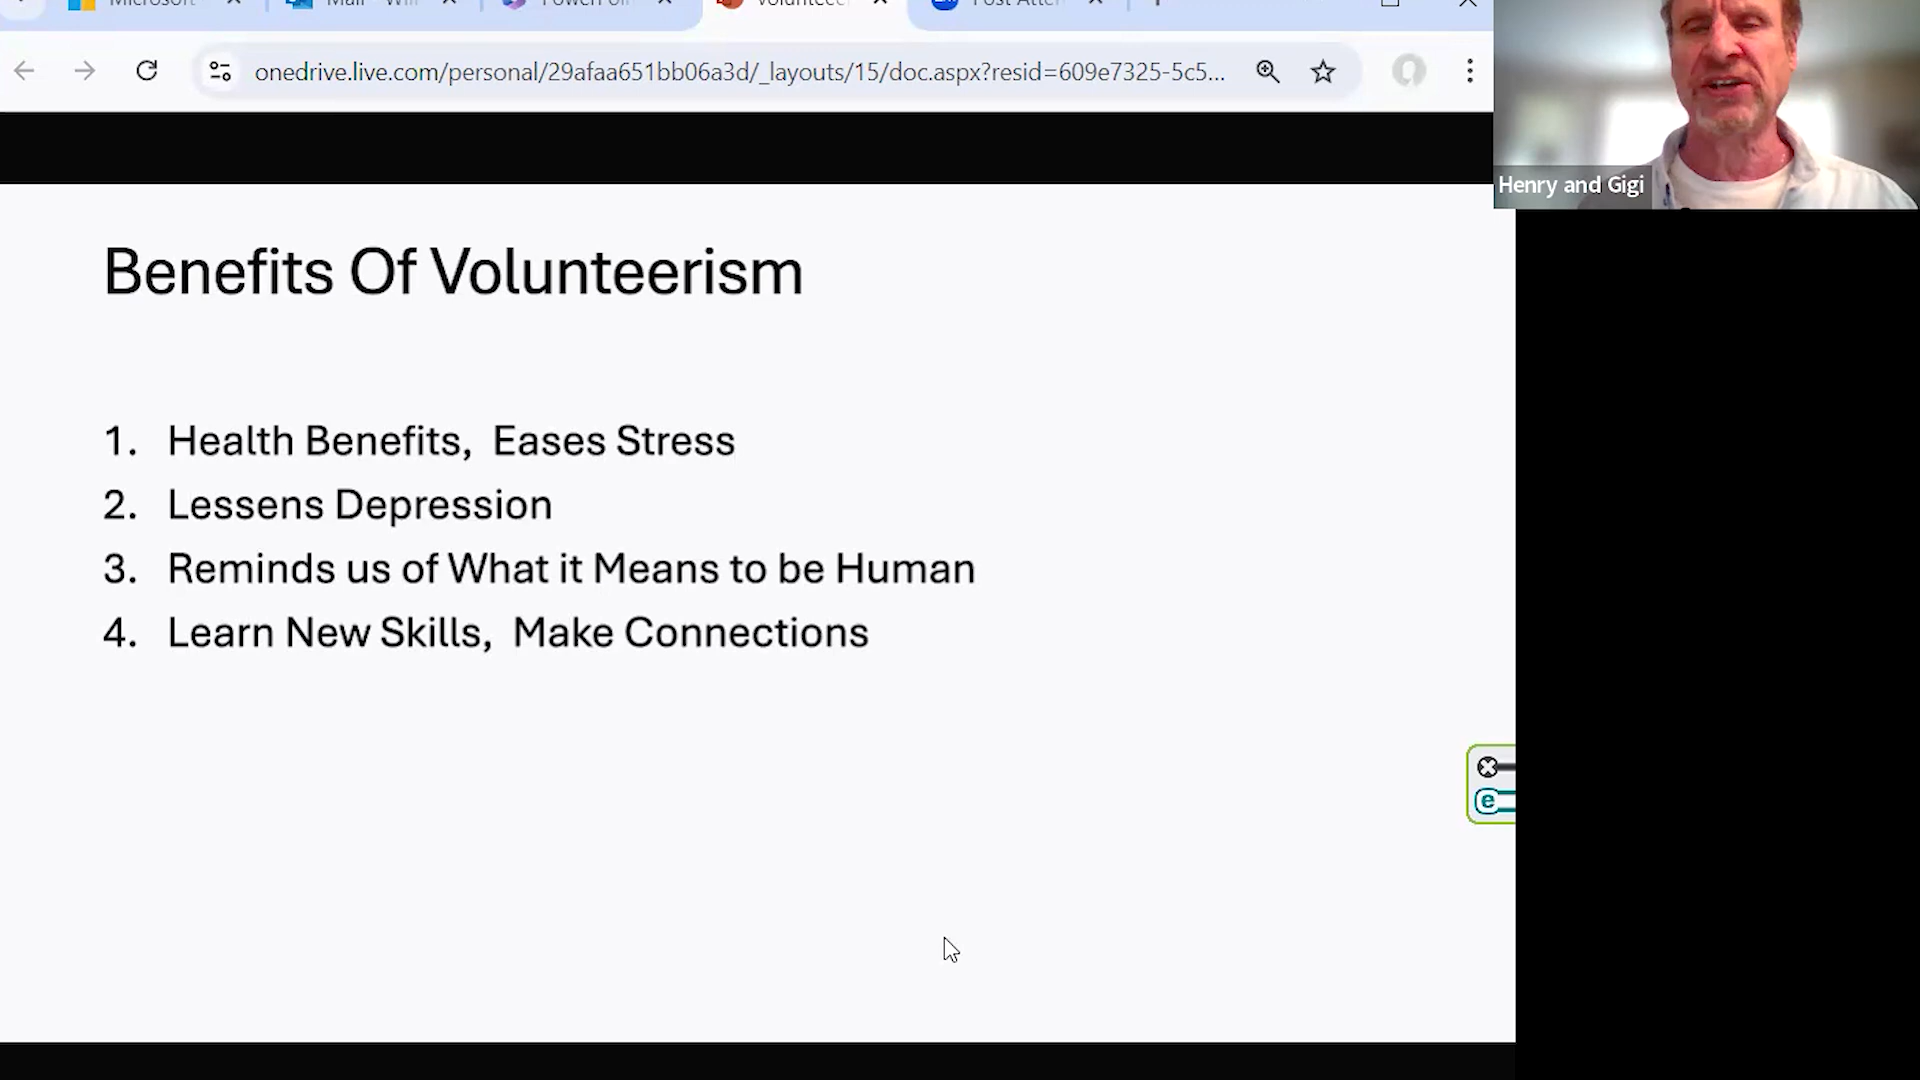 onedrive.live.com/personal/29afaa651bb06a3d/_layouts/15/doc.aspx?resid=609e7325-5c5...
Henry and Gigi
Benefits Of Volunteerism
1. Health Benefits, Eases Stress
2. Lessens Depression
3. Reminds us of What it Means to be Human
4. Learn New Skills, Make Connections
e